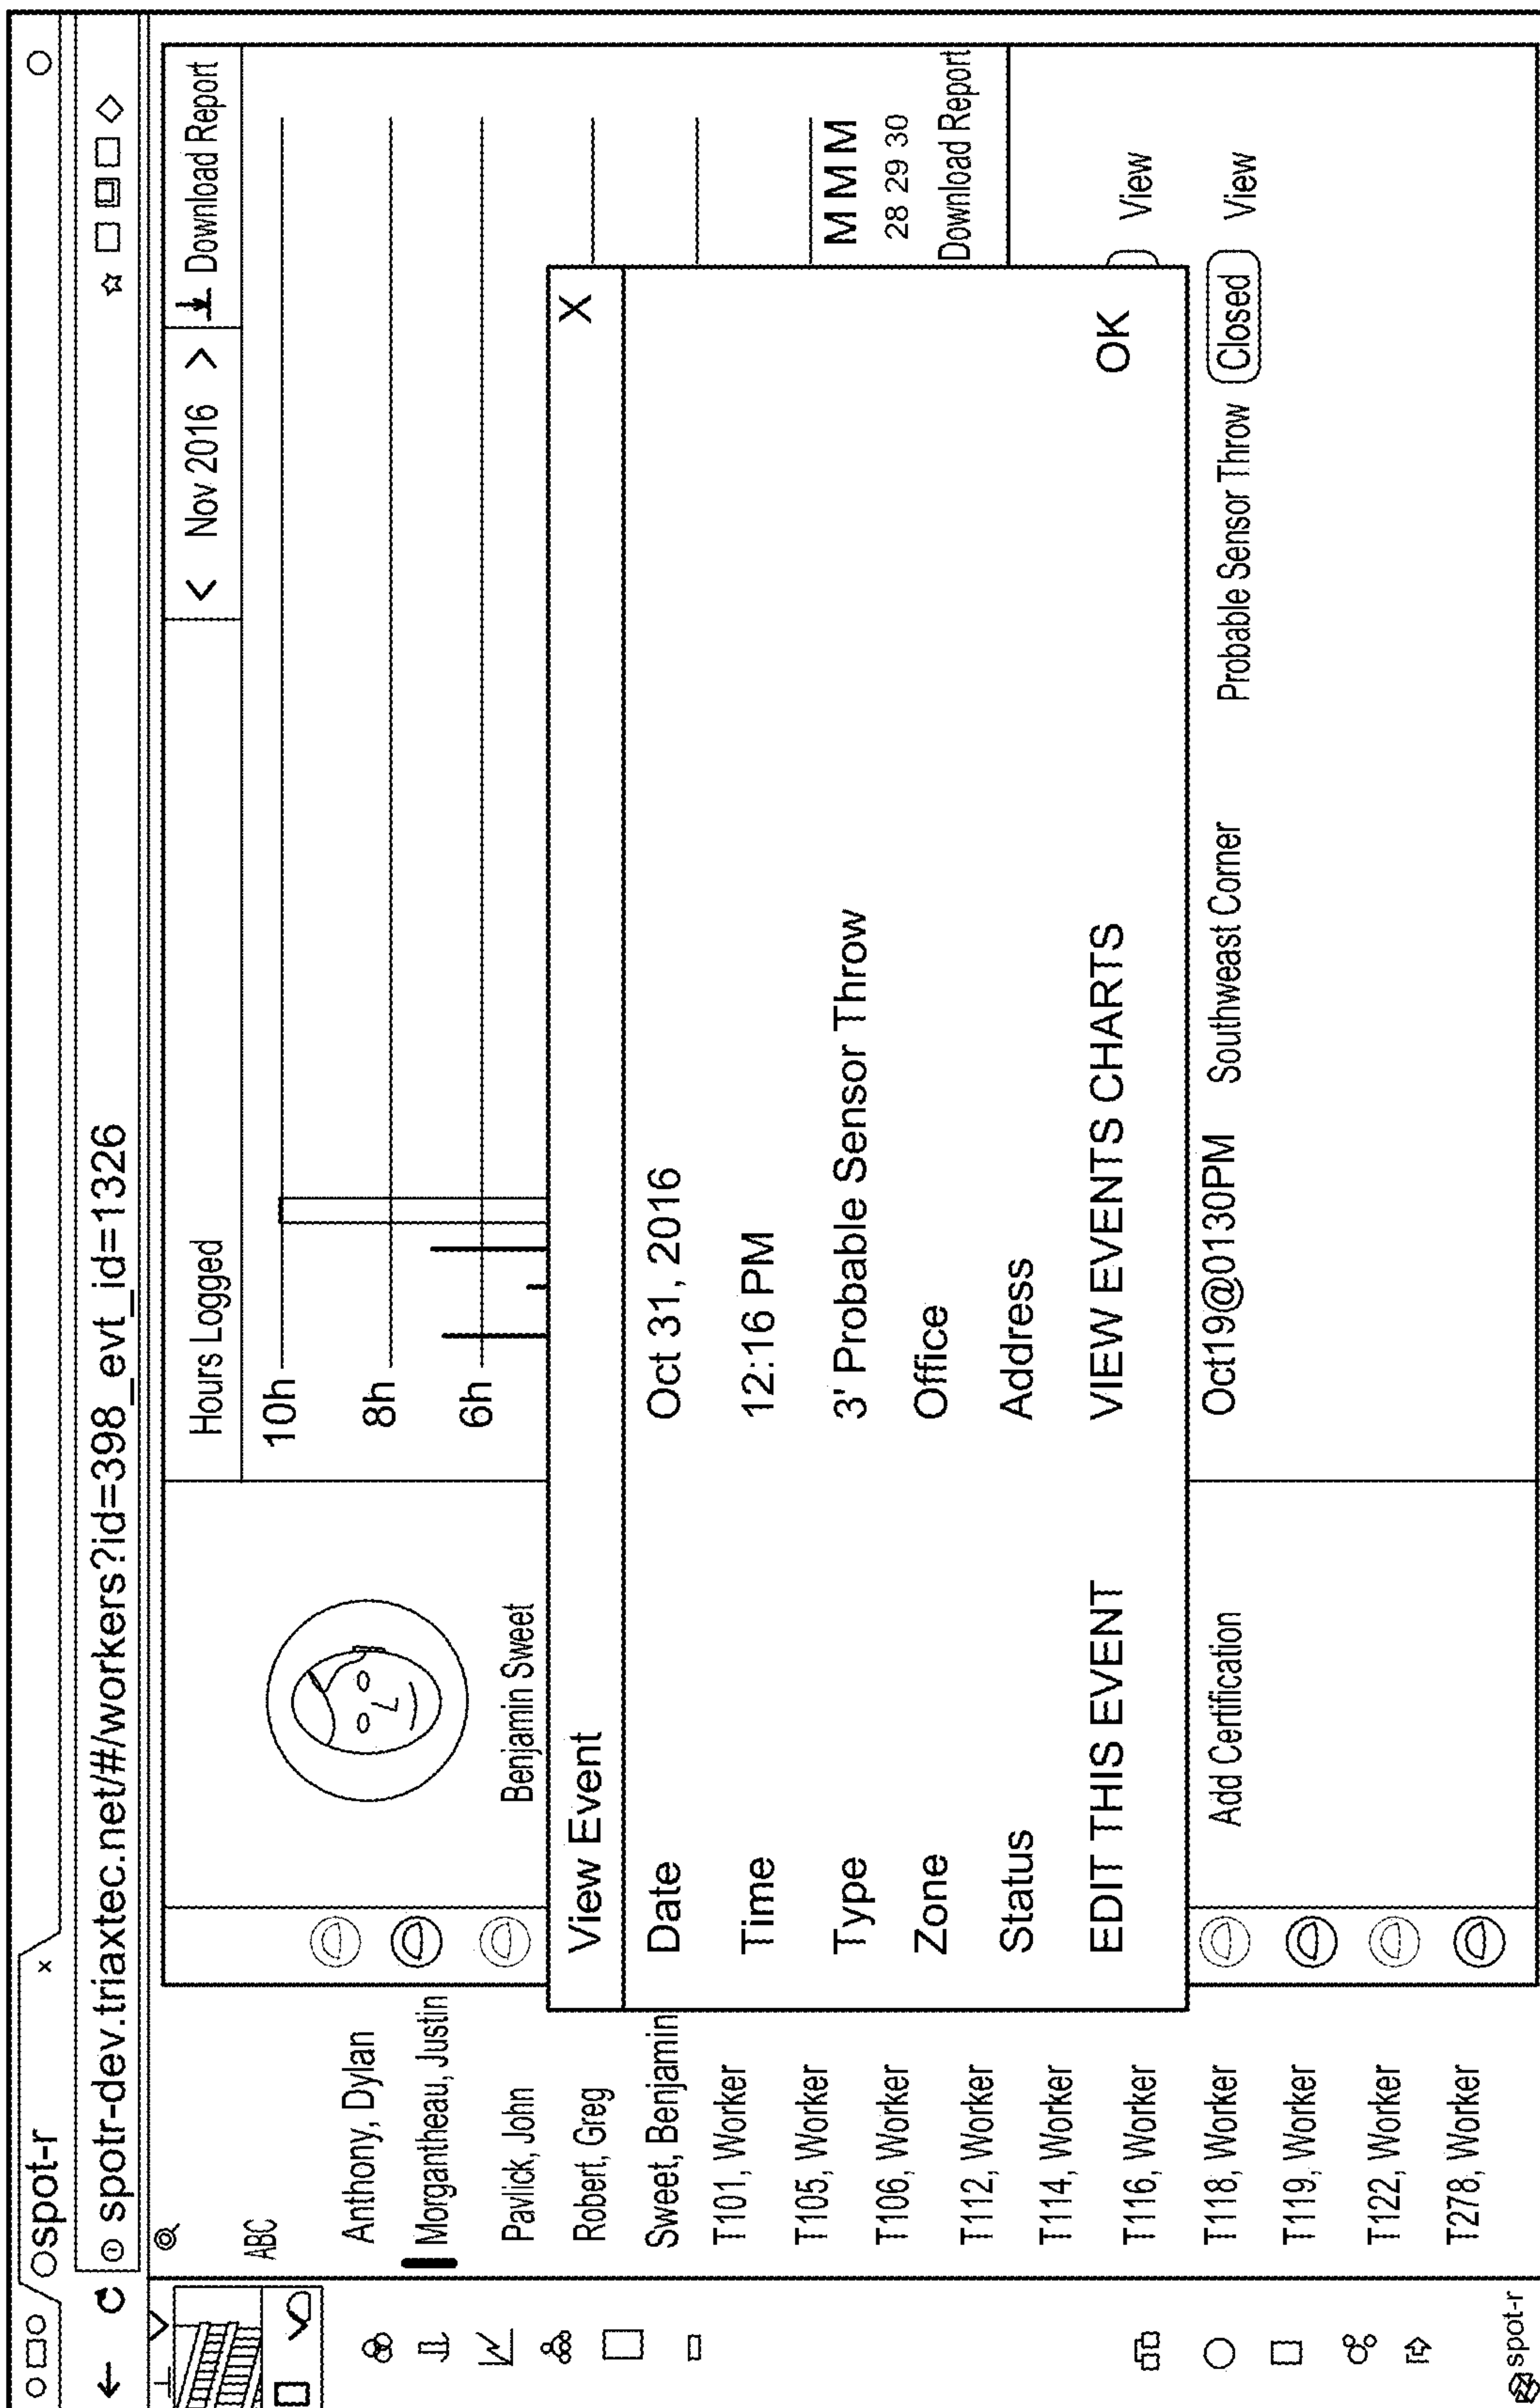 spot-r
×
spotr-dev.triaxtec.net/#/workers?id=398_evt_id=1326
ABC
Anthony, Dylan
Morgantheau, Justin
Pavlick, John
Robert, Greg
Sweet, Benjamin
T101, Worker
T105, Worker
T106, Worker
T112, Worker
T114, Worker
T116, Worker
T118, Worker
T119, Worker
T122, Worker
T278, Worker
spot-r
Benjamin Sweet
Hours Logged
< Nov 2016 >
Download Report
10h
8h
6h
M M M
28 29 30
Download Report
View Event X
Date Oct 31, 2016
Time 12:16 PM
Type 3' Probable Sensor Throw
Zone Office
Status Address
EDIT THIS EVENT VIEW EVENTS CHARTS OK
View
Add Certification
Oct19@0130PM Southweast Corner Probable Sensor Throw Closed View